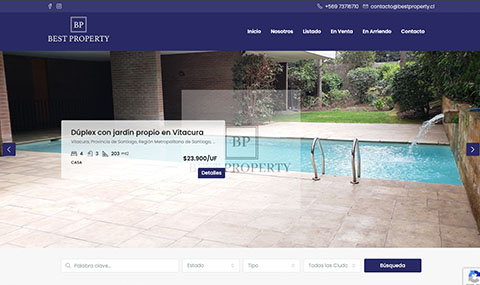 +569 73718710 contacto@bestproperty.cl
BP
BEST PROPERTY
Inicio Nosotros Listado En Venta En Arriendo Contacto
Dúplex con jardín propio en Vitacura
Vitacura, Provincia de Santiago, Región Metropolitana de Santiago, ...
4 3 203 m2
CASA
$23.900/UF
Detalles
BP
BEST PROPERTY
Palabra clave... Estado Tipo Todos las Ciudo Búsqueda